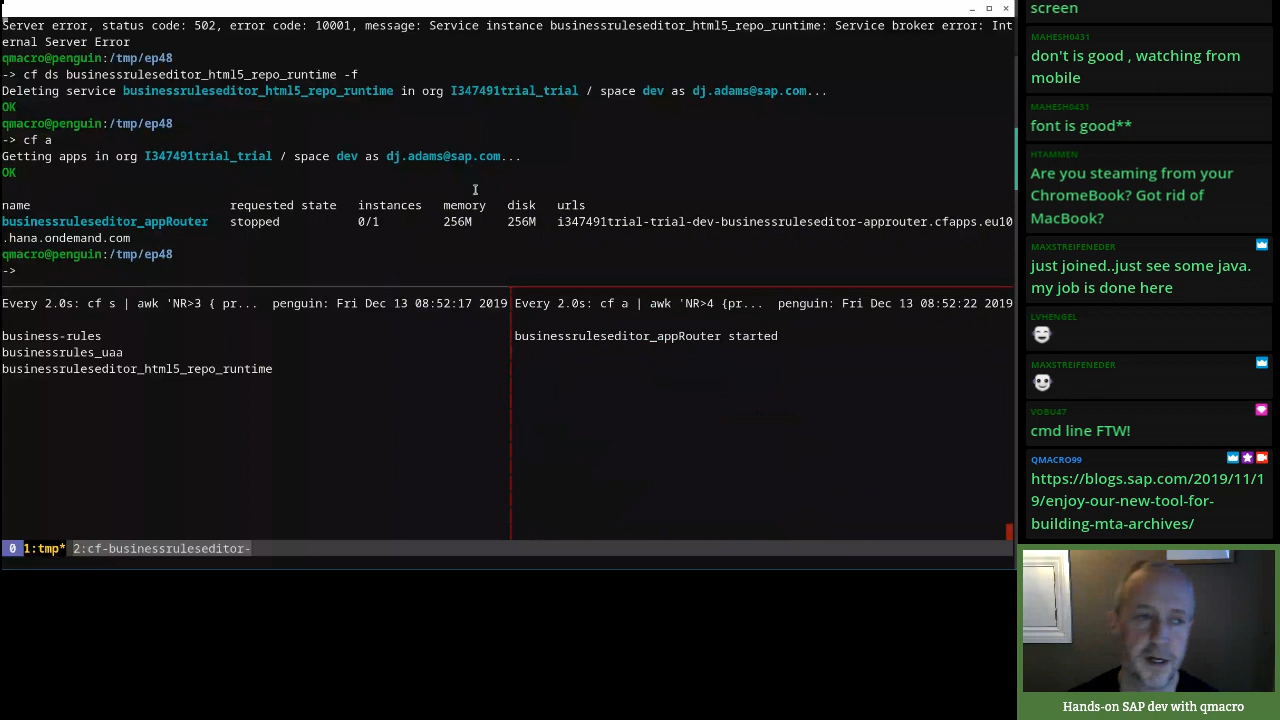 Server error, status code: 502, error code: 10001, message: Service instance businessruleseditor_html5_repo_runtime: Service broker error: Int
ernal Server Error
qmacro@penguin:/tmp/ep48
-> cf ds businessruleseditor_html5_repo_runtime -f
Deleting service businessruleseditor_html5_repo_runtime in org I347491trial_trial / space dev as dj.adams@sap.com...
OK
qmacro@penguin:/tmp/ep48
-> cf a
Getting apps in org I347491trial_trial / space dev as dj.adams@sap.com...
OK
name requested state instances memory disk urls
businessruleseditor_appRouter stopped 0/1 256M 256M i347491trial-trial-dev-businessruleseditor-approuter.cfapps.eu10
.hana.ondemand.com
qmacro@penguin:/tmp/ep48
->
Every 2.0s: cf s | awk 'NR>3 { pr... penguin: Fri Dec 13 08:52:17 2019
business-rules
businessrules_uaa
businessruleseditor_html5_repo_runtime
Every 2.0s: cf a | awk 'NR>4 {pr... penguin: Fri Dec 13 08:52:22 2019
businessruleseditor_appRouter started
0 1:tmp* 2:cf-businessruleseditor-
screen
MAHESH0431
don't is good , watching from
mobile
MAHESH0431
font is good**
HTAMMEN
Are you steaming from your
ChromeBook? Got rid of
MacBook?
MAXSTREIFENEDER
just joined..just see some java.
my job is done here
LVHENGEL
MAXSTREIFENEDER
VOBU47
cmd line FTW!
QMACRO99
https://blogs.sap.com/2019/11/1
9/enjoy-our-new-tool-for-
building-mta-archives/
Hands-on SAP dev with qmacro